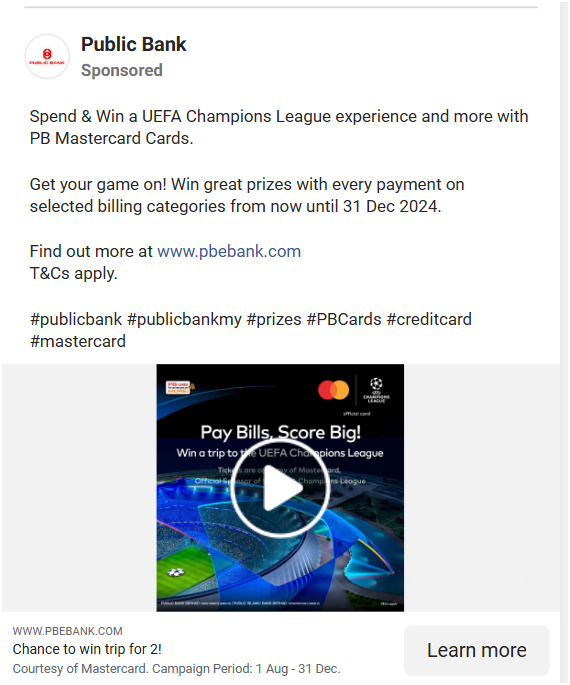 Public Bank
Sponsored
Spend & Win a UEFA Champions League experience and more with
PB Mastercard Cards.
Get your game on! Win great prizes with every payment on
selected billing categories from now until 31 Dec 2024.
Find out more at www.pbebank.com
T&Cs apply.
#publicbank #publicbankmy #prizes #PBCards #creditcard
#mastercard
CHAMPIONS
LEAGUE
official card
Pay Bills, Score Big!
Win a trip to the UEFA Champions League
Tickets are courtesy of Mastercard,
Official Sponsor of Champions League
WWW.PBEBANK.COM
Chance to win trip for 2!
Courtesy of Mastercard. Campaign Period: 1 Aug - 31 Dec.
Learn more